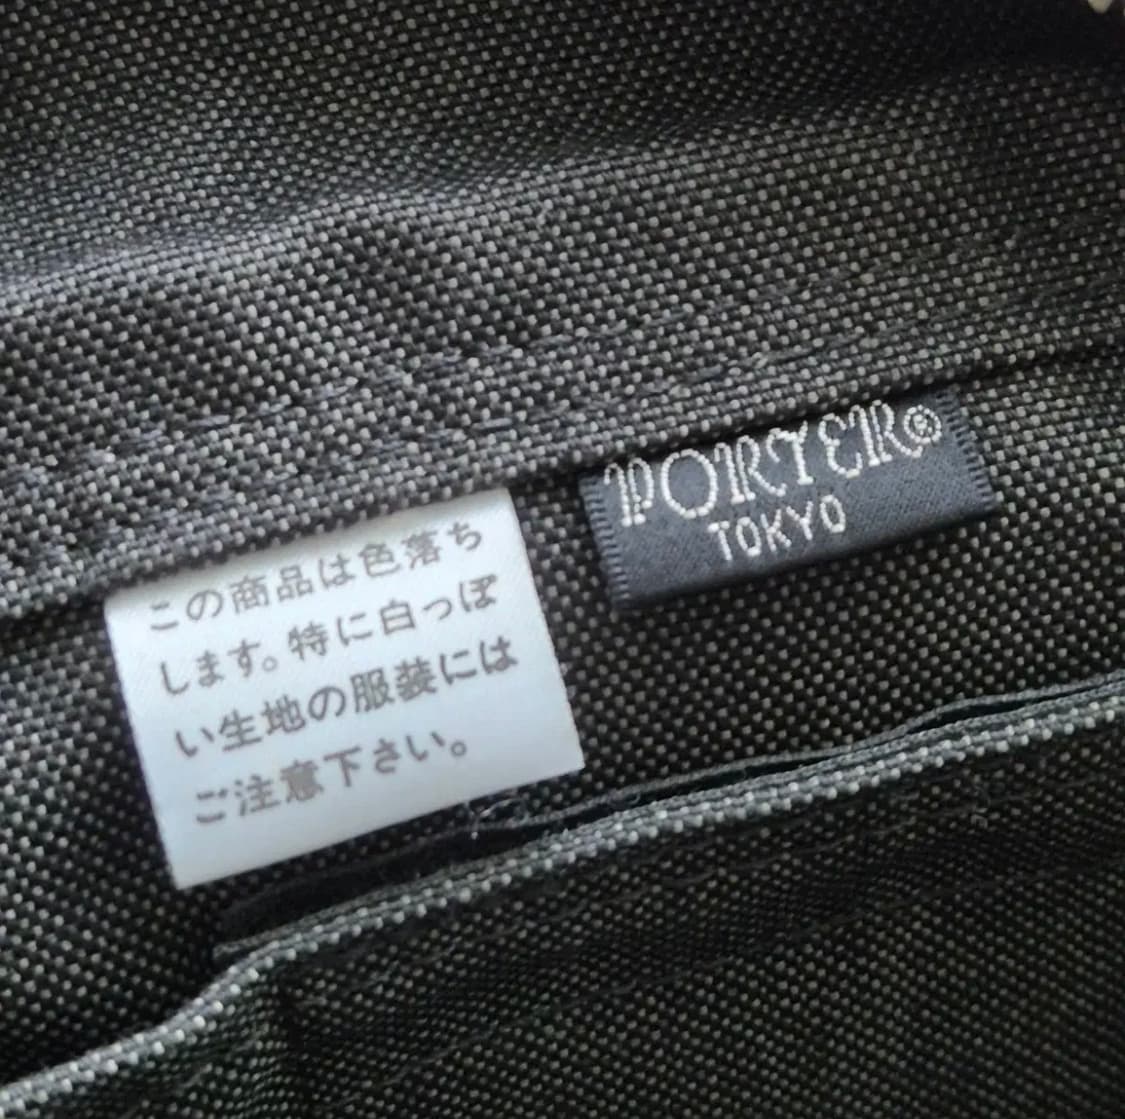 この商品は色落ち
します。特に白っぽ
い生地の服装には
ご注意下さい。
PORTER®
TOKYO